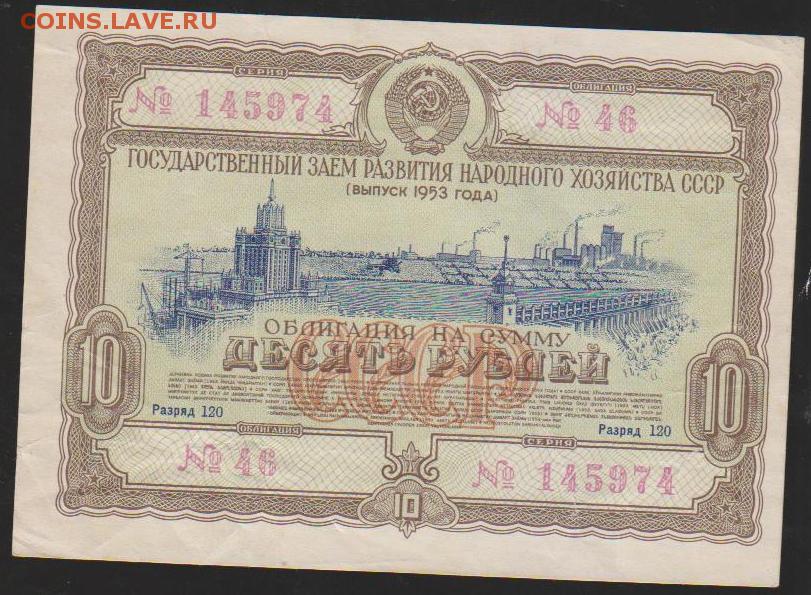 COINS.LAVE.RU
СЕРИЯ
ОБЛИГАЦИЯ
№ 145974
№ 46
ГОСУДАРСТВЕННЫЙ ЗАЕМ РАЗВИТИЯ НАРОДНОГО ХОЗЯЙСТВА СССР
(ВЫПУСК 1953 ГОДА)
ОБЛИГАЦИЯ НА СУММУ
ДЕСЯТЬ РУБЛЕЙ
СССР
10
10
Разряд 120
Разряд 120
ОБЛИГАЦИЯ
СЕРИЯ
№ 46
№ 145974
10